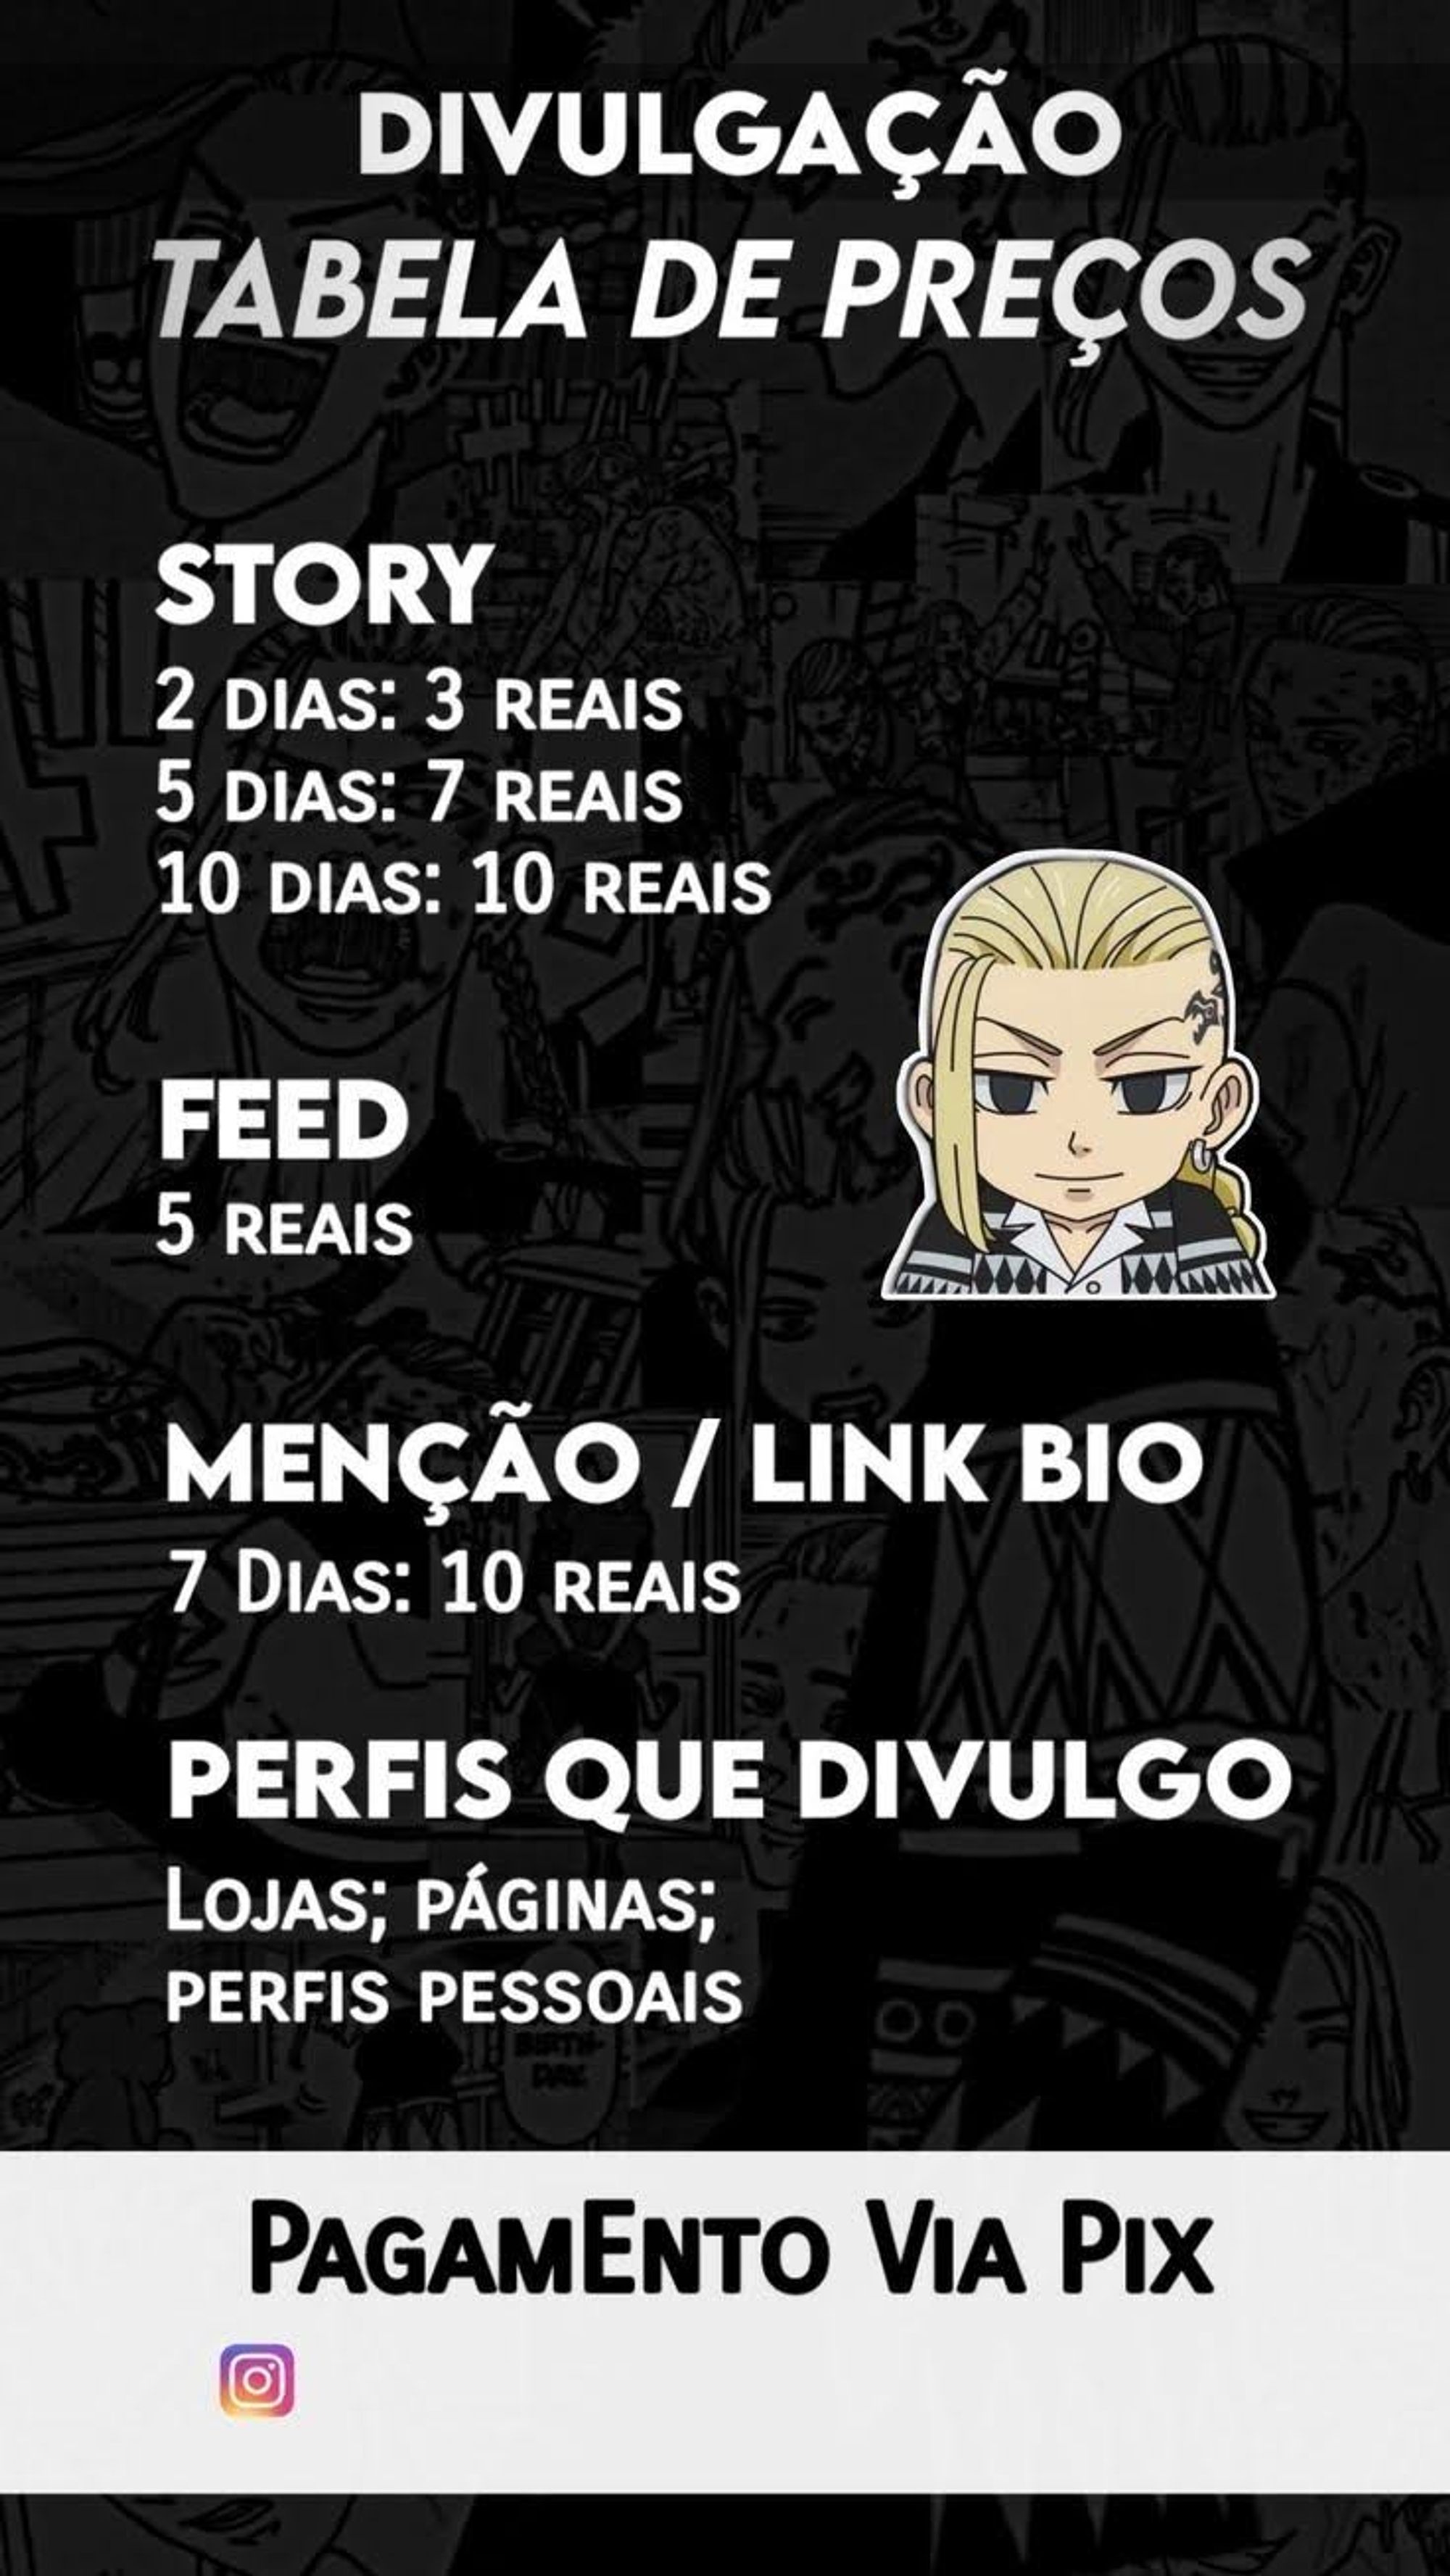 DIVULGAÇÃO
TABELA DE PREÇOS
STORY
2 DIAS: 3 REAIS
5 DIAS: 7 REAIS
10 DIAS: 10 REAIS
FEED
5 REAIS
MENÇÃO / LINK BIO
7 DIAS: 10 REAIS
PERFIS QUE DIVULGO
LOJAS; PÁGINAS;
PERFIS PESSOAIS
PAGAMENTO VIA PIX